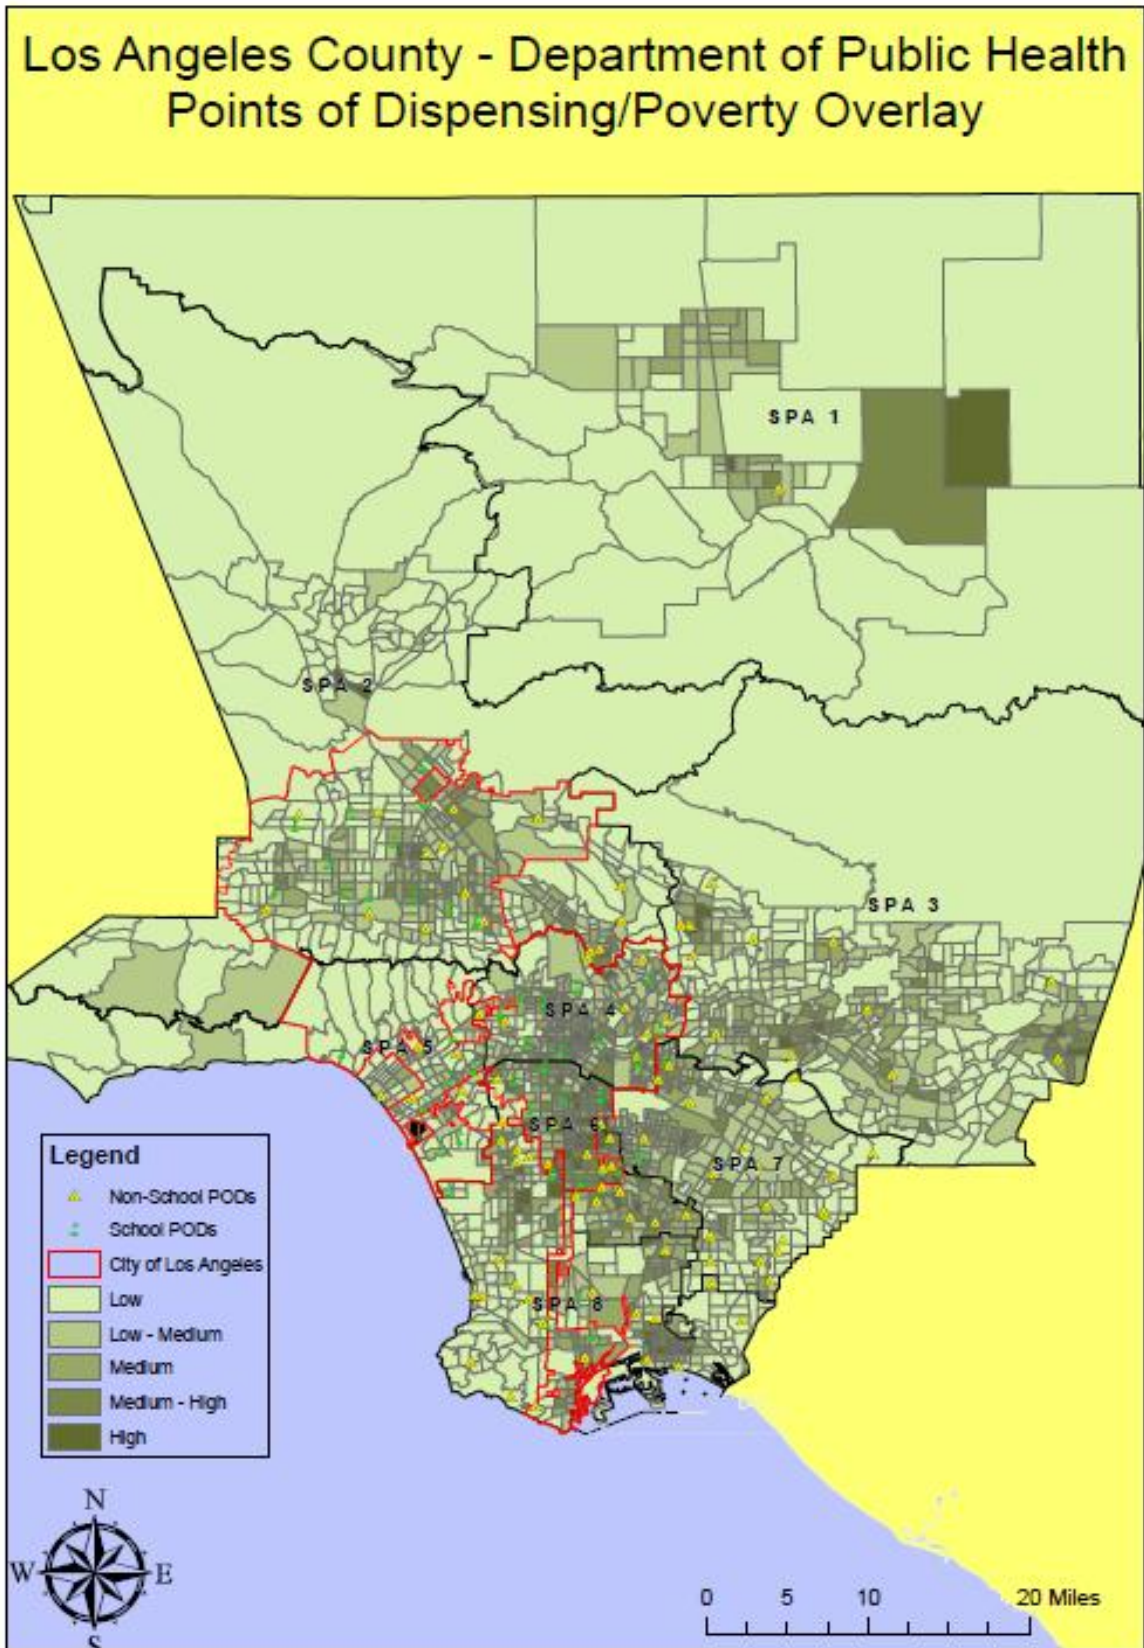 Los Angeles County - Department of Public Health
Points of Dispensing/Poverty Overlay
SPA 1
SPA 2
SPA 3
SPA 4
SPA 5
SPA 6
SPA 7
SPA 8
Legend
Non-School PODs
School PODs
City of Los Angeles
Low
Low - Medium
Medium
Medium - High
High
N
W E
S
0 5 10 20 Miles